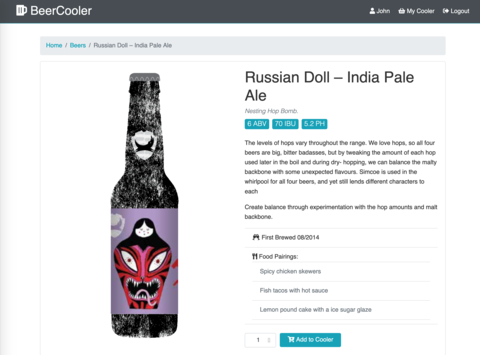 BeerCooler
John My Cooler Logout
Home / Beers / Russian Doll – India Pale Ale
Russian Doll – India Pale
Ale
Nesting Hop Bomb.
6 ABV 70 IBU 5.2 PH
The levels of hops vary throughout the range. We love hops, so all four
beers are big, bitter badasses, but by tweaking the amount of each hop
used later in the boil and during dry- hopping, we can balance the malty
backbone with some unexpected flavours. Simcoe is used in the
whirlpool for all four beers, and yet still lends different characters to
each
Create balance through experimentation with the hop amounts and malt
backbone.
First Brewed 08/2014
Food Pairings:
Spicy chicken skewers
Fish tacos with hot sauce
Lemon pound cake with a ice sugar glaze
1
Add to Cooler